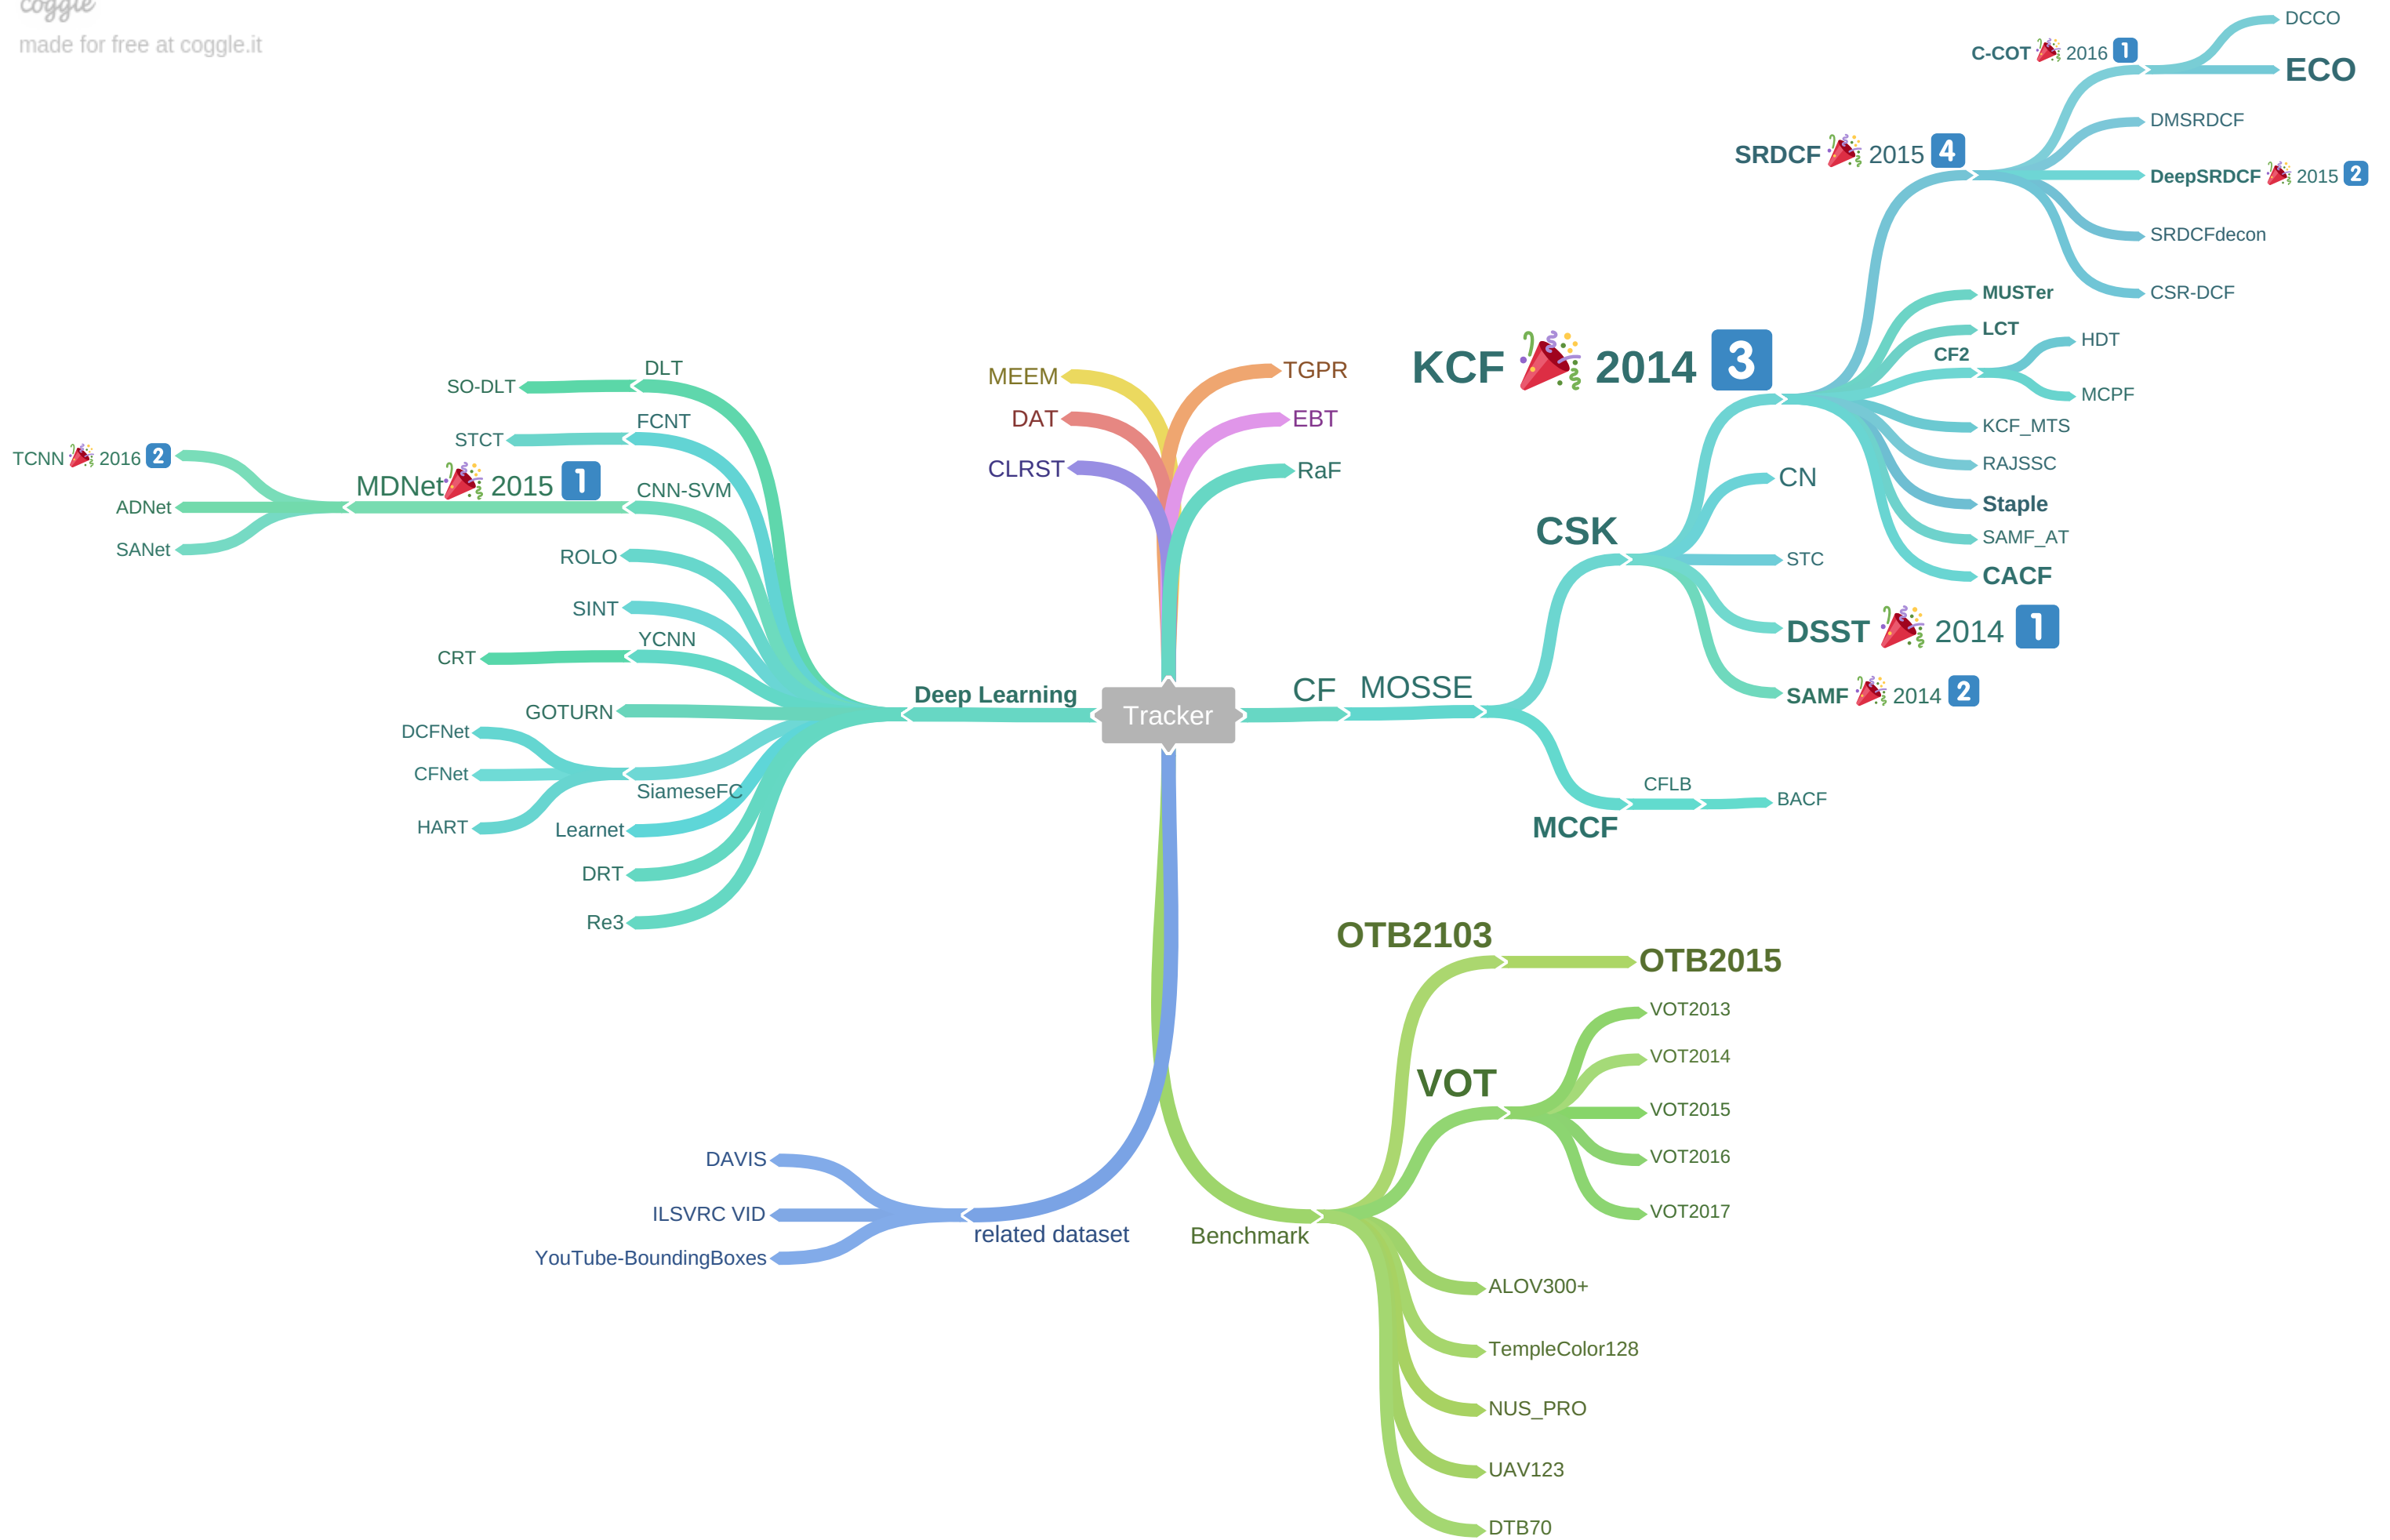 coggle
made for free at coggle.it
Tracker
MEEM
DAT
CLRST
TGPR
EBT
RaF
Deep Learning
DLT
SO-DLT
FCNT
STCT
CNN-SVM
MDNet🎉 2015 1️⃣
TCNN 🎉 2016 2️⃣
ADNet
SANet
ROLO
SINT
YCNN
CRT
GOTURN
SiameseFC
DCFNet
CFNet
HART
Learnet
DRT
Re3
CF
MOSSE
CSK
KCF 🎉 2014 3️⃣
SRDCF 🎉 2015 4️⃣
C-COT 🎉 2016 1️⃣
DCCO
ECO
DMSRDCF
DeepSRDCF 🎉 2015 2️⃣
SRDCFdecon
CSR-DCF
MUSTer
LCT
CF2
HDT
MCPF
KCF_MTS
RAJSSC
Staple
SAMF_AT
CACF
CN
STC
DSST 🎉 2014 1️⃣
SAMF 🎉 2014 2️⃣
MCCF
CFLB
BACF
related dataset
DAVIS
ILSVRC VID
YouTube-BoundingBoxes
Benchmark
OTB2103
OTB2015
VOT
VOT2013
VOT2014
VOT2015
VOT2016
VOT2017
ALOV300+
TempleColor128
NUS_PRO
UAV123
DTB70